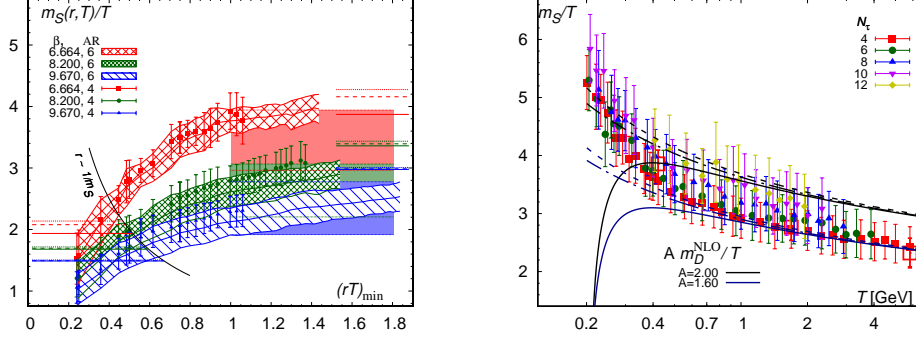 m_S(r,T)/T
β, AR
6.664, 6
8.200, 6
9.670, 6
6.664, 4
8.200, 4
9.670, 4
r ~ 1/m_S
(rT)_min
5
4
3
2
1
0 0.2 0.4 0.6 0.8 1 1.2 1.4 1.6 1.8
m_S/T
N_τ
4
6
8
10
12
A m_D^NLO/T
A=2.00
A=1.60
T [GeV]
6
5
4
3
2
0.2 0.4 0.7 1 2 4